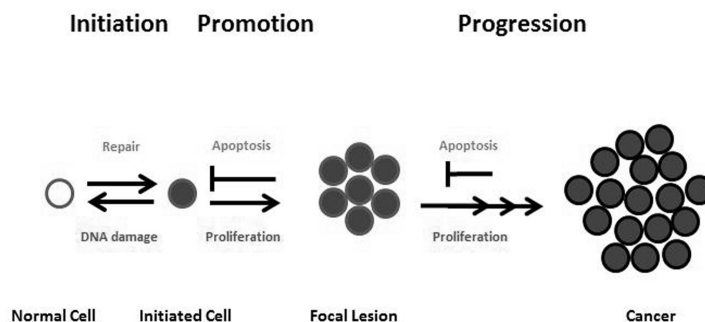 Initiation Promotion Progression
Repair Apoptosis Apoptosis
DNA damage Proliferation Proliferation
Normal Cell Initiated Cell Focal Lesion Cancer